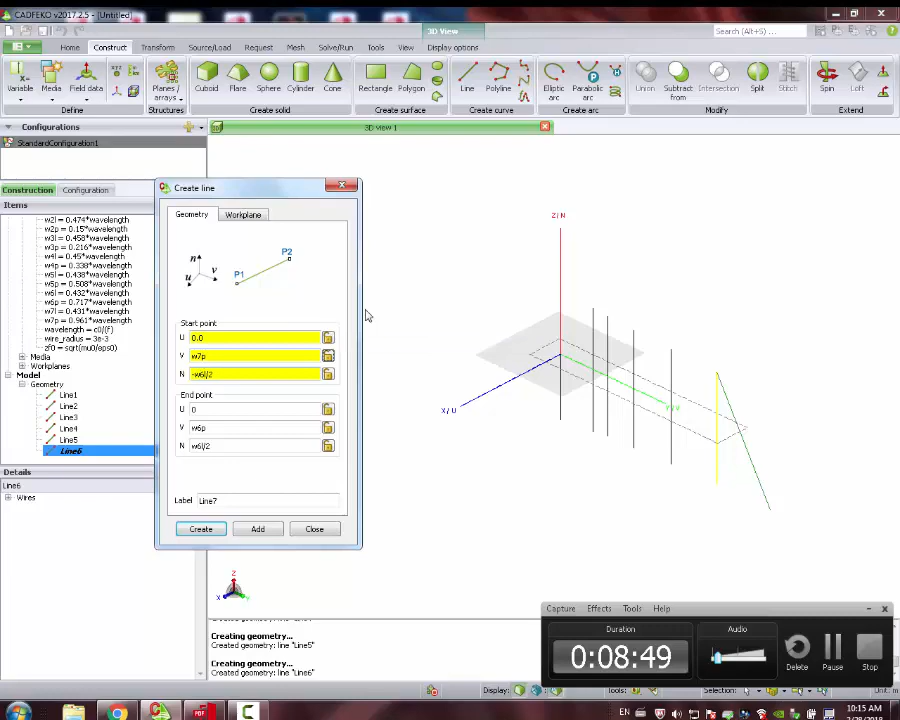 CADFEKO v2017.2.5 - [Untitled]
3D View
Search (Alt+S) ...
Home Construct Transform Source/Load Request Mesh Solve/Run Tools View Display options
Variable Media Field data Planes / arrays Cuboid Flare Sphere Cylinder Cone Rectangle Polygon Line Polyline Elliptic arc Parabolic arc Union Subtract from Intersection Split Stitch Spin Loft
Define Structures Create solid Create surface Create curve Create arc Modify Extend
Configurations
3D view 1
StandardConfiguration1
Construction Configuration
Items
w2l = 0.474*wavelength
w2p = 0.15*wavelength
w3l = 0.458*wavelength
w3p = 0.216*wavelength
w4l = 0.45*wavelength
w4p = 0.338*wavelength
w5l = 0.438*wavelength
w5p = 0.508*wavelength
w6l = 0.432*wavelength
w6p = 0.717*wavelength
w7l = 0.431*wavelength
w7p = 0.961*wavelength
wavelength = c0/(f)
wire_radius = 3e-3
zf0 = sqrt(mu0/eps0)
Media
Workplanes
Model
Geometry
Line1
Line2
Line3
Line4
Line5
Line6
Details
Line6
Wires
Create line
Geometry Workplane
n
v
u
P1
P2
Start point
U 0.0
V w7p
N -w6l/2
End point
U 0
V w6p
N w6l/2
Label Line7
Create Add Close
Z / N
X / U
Y / V
Z
X
Y
Creating geometry...
Created geometry: line "Line5"
Creating geometry...
Created geometry: line "Line6"
Capture Effects Tools Help
Duration
0:08:49
Audio
Delete Pause Stop
Display: Tools: Selection: Unit: m
EN
10:15 AM